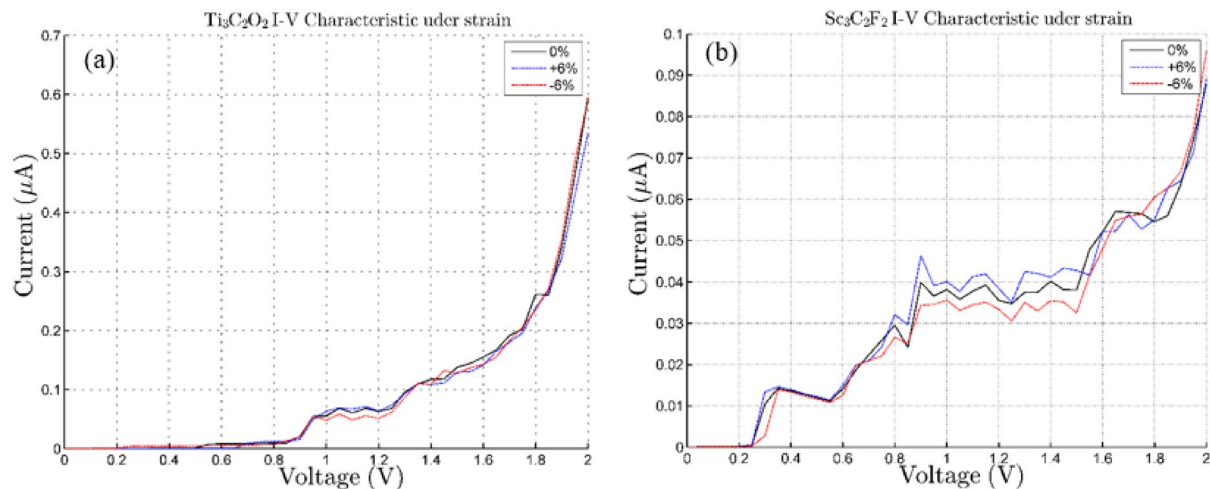 Ti₃C₂O₂ I-V Characteristic uder strain
(a)
0%
+6%
-6%
0.7
0.6
0.5
0.4
0.3
0.2
0.1
0
Current (μA)
0 0.2 0.4 0.6 0.8 1.0 1.2 1.4 1.6 1.8 2
Voltage (V)
Sc₃C₂F₂ I-V Characteristic uder strain
(b)
0%
+6%
-6%
0.1
0.09
0.08
0.07
0.06
0.05
0.04
0.03
0.02
0.01
0
Current (μA)
0 0.2 0.4 0.6 0.8 1.0 1.2 1.4 1.6 1.8 2
Voltage (V)